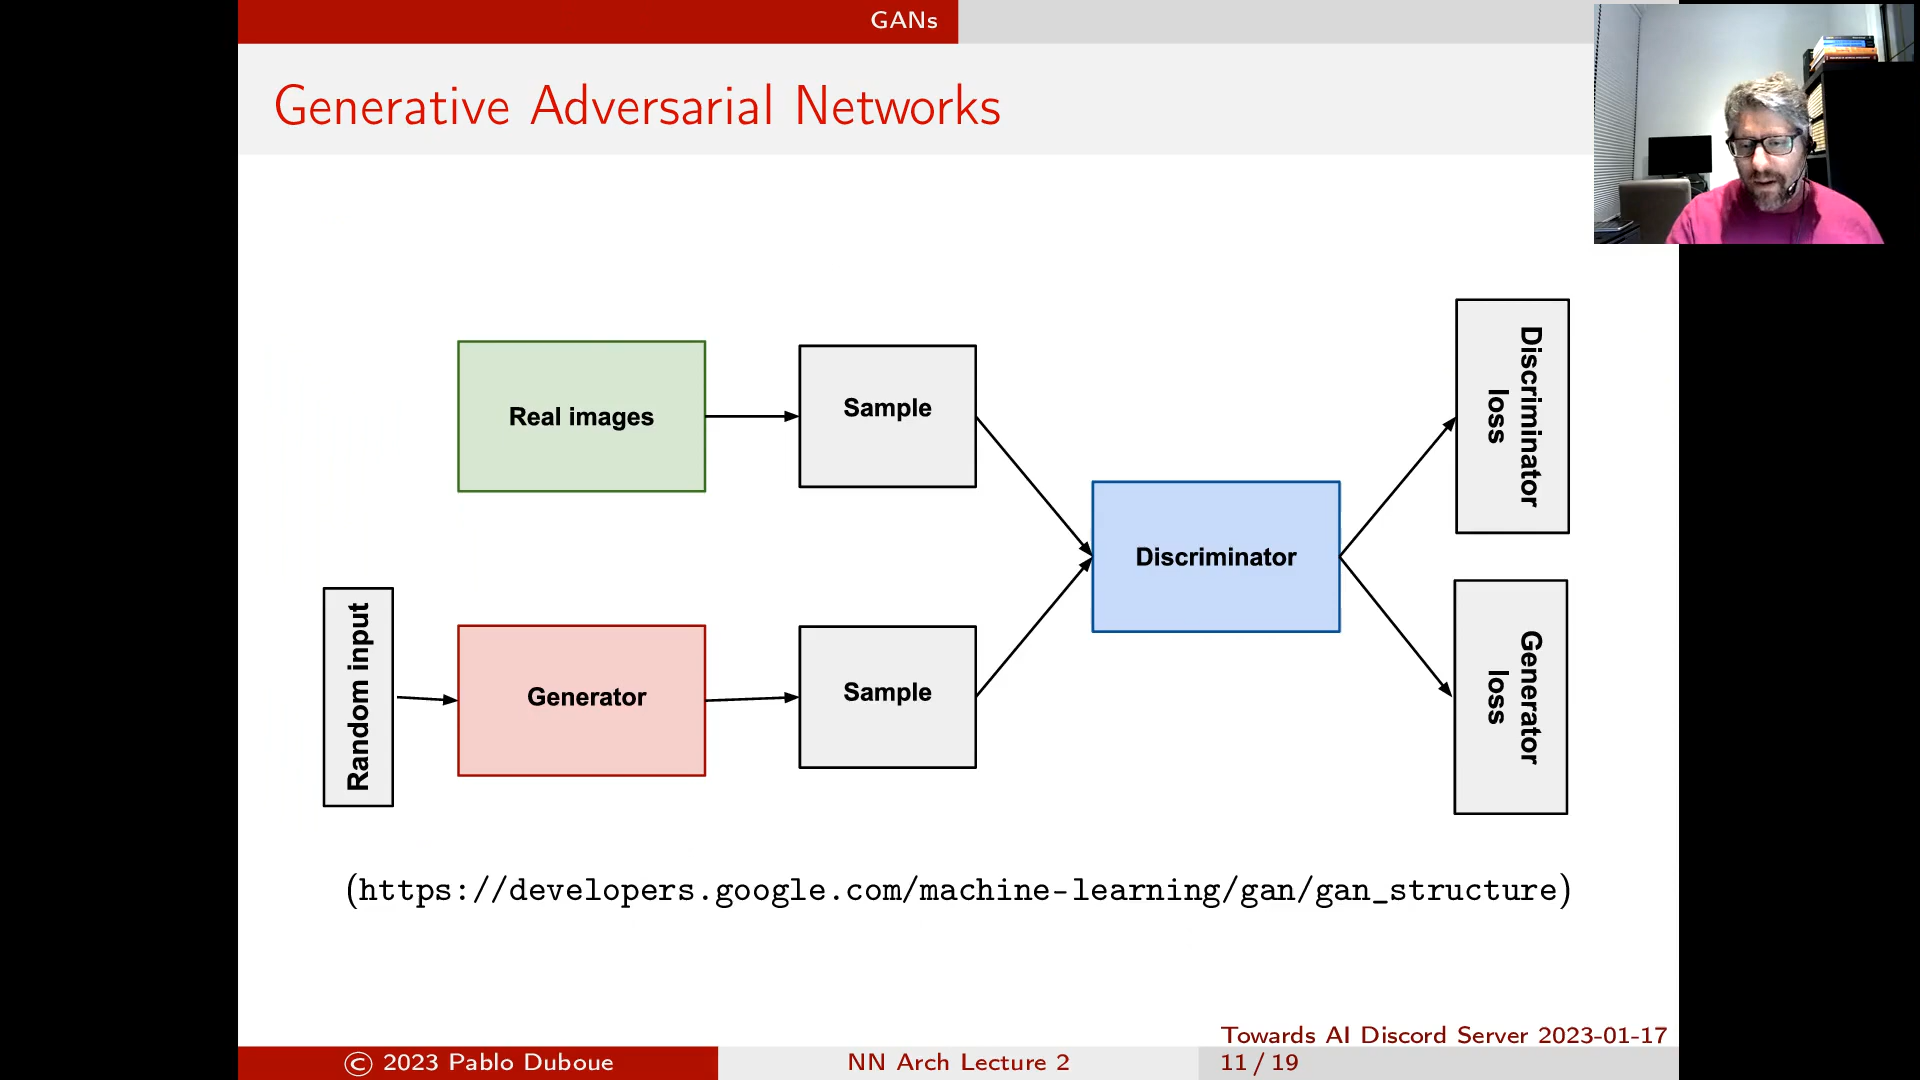 GANs
Generative Adversarial Networks
Real images
Sample
Discriminator
loss
Discriminator
Random input
Generator
Sample
Generator
loss
(https://developers.google.com/machine-learning/gan/gan_structure)
Towards AI Discord Server 2023-01-17
© 2023 Pablo Duboue
NN Arch Lecture 2
11 / 19